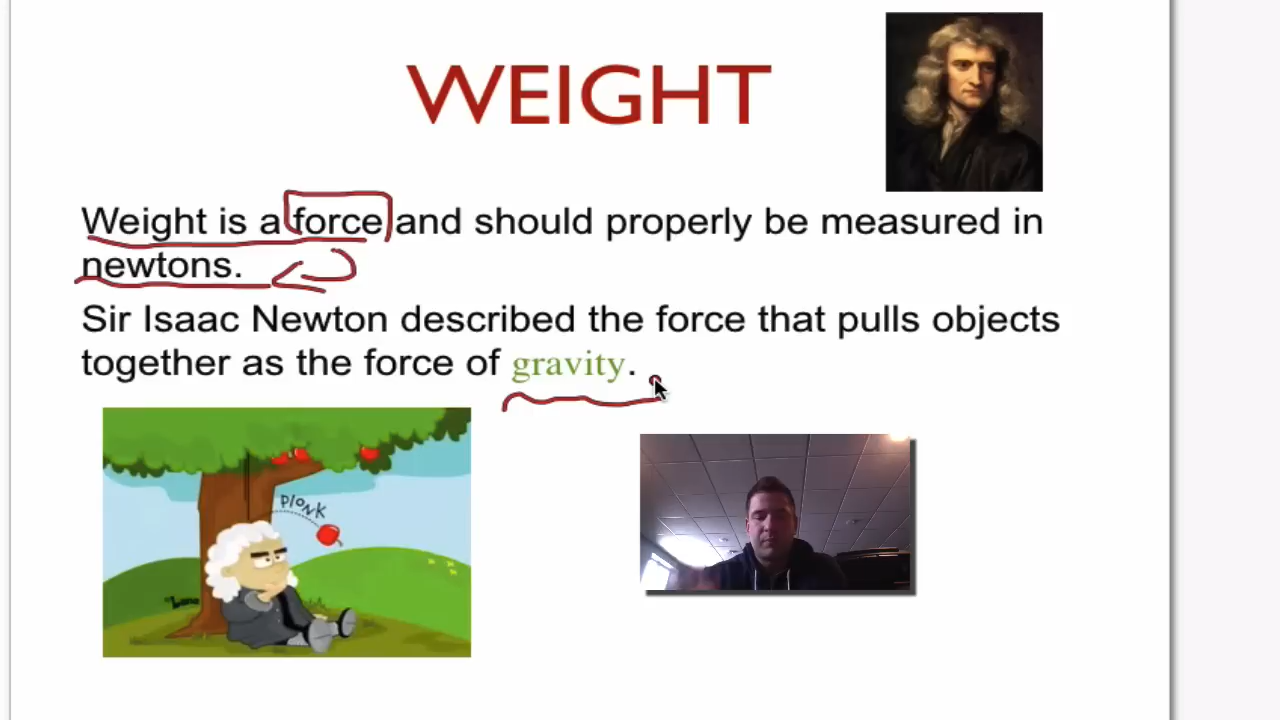 WEIGHT
Weight is a force and should properly be measured in
newtons.
Sir Isaac Newton described the force that pulls objects
together as the force of gravity.
PLONK